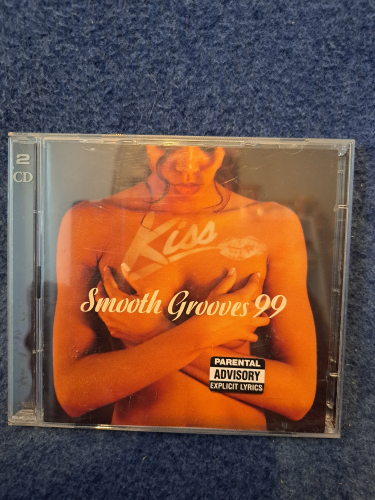 2
CD
Kiss
Smooth Grooves 99
PARENTAL
ADVISORY
EXPLICIT LYRICS